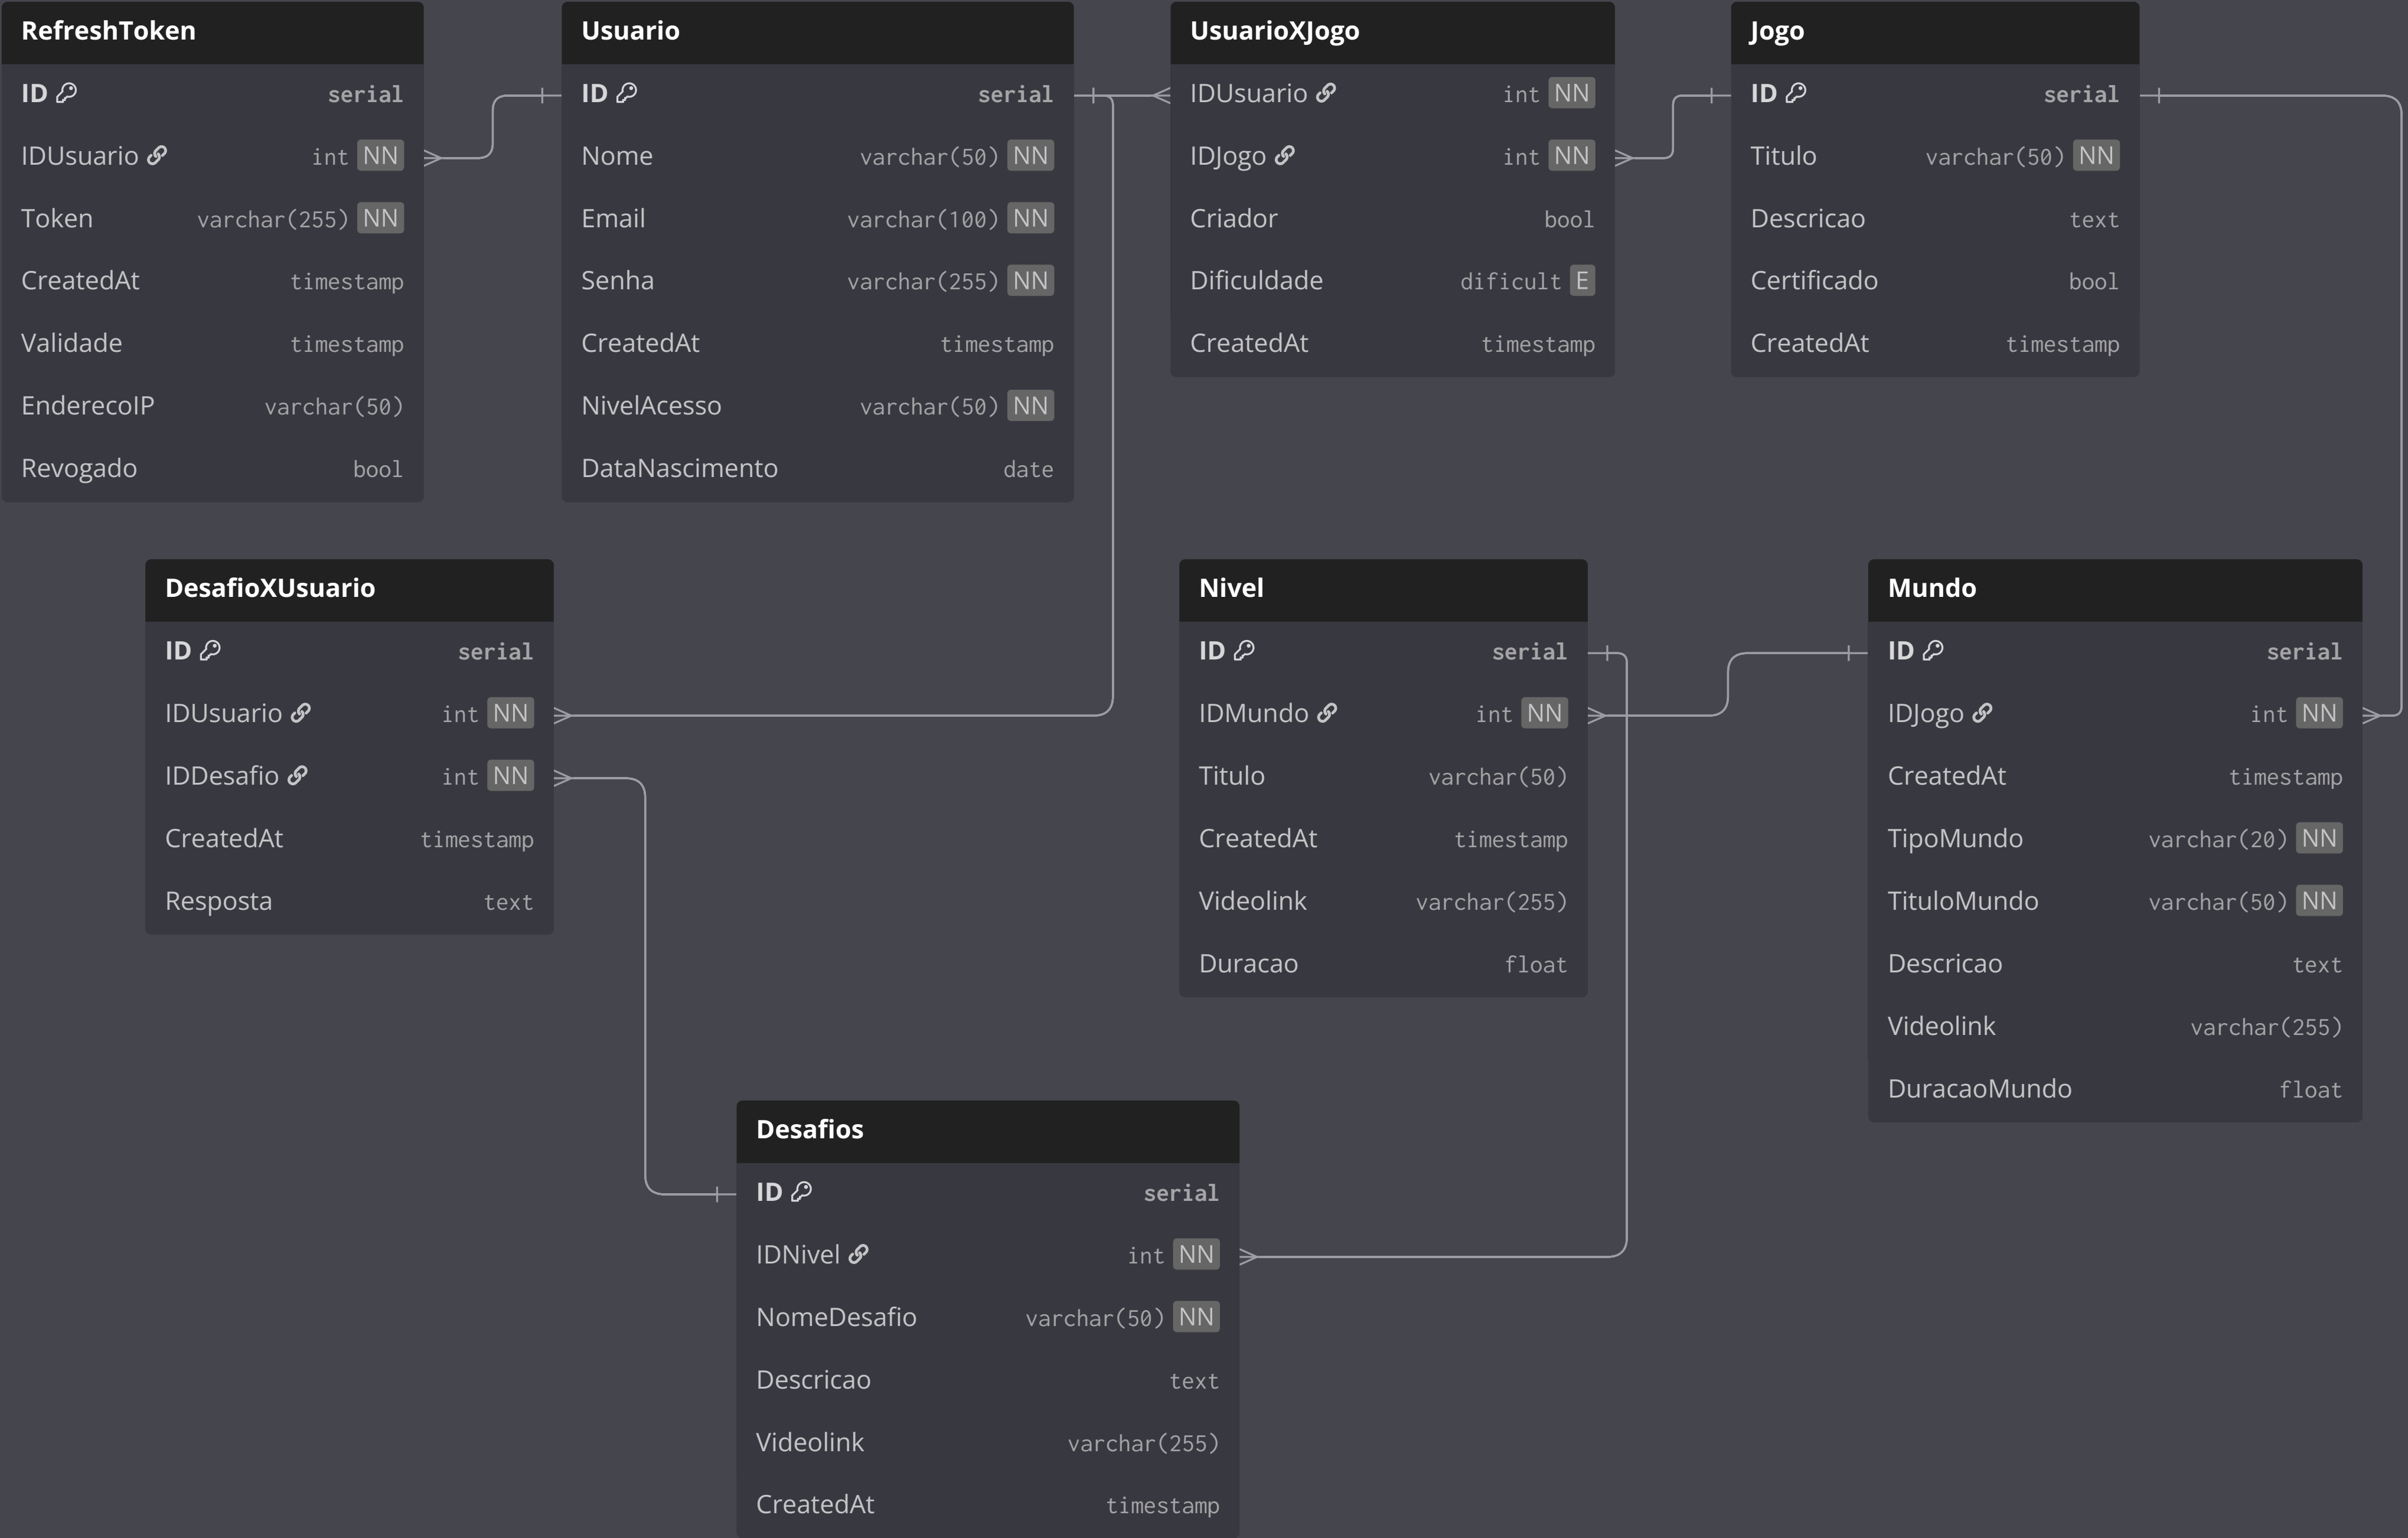 RefreshToken
ID serial
IDUsuario int NN
Token varchar(255) NN
CreatedAt timestamp
Validade timestamp
EnderecoIP varchar(50)
Revogado bool
Usuario
ID serial
Nome varchar(50) NN
Email varchar(100) NN
Senha varchar(255) NN
CreatedAt timestamp
NivelAcesso varchar(50) NN
DataNascimento date
UsuarioXJogo
IDUsuario int NN
IDJogo int NN
Criador bool
Dificuldade dificult E
CreatedAt timestamp
Jogo
ID serial
Titulo varchar(50) NN
Descricao text
Certificado bool
CreatedAt timestamp
DesafioXUsuario
ID serial
IDUsuario int NN
IDDesafio int NN
CreatedAt timestamp
Resposta text
Nivel
ID serial
IDMundo int NN
Titulo varchar(50)
CreatedAt timestamp
Videolink varchar(255)
Duracao float
Mundo
ID serial
IDJogo int NN
CreatedAt timestamp
TipoMundo varchar(20) NN
TituloMundo varchar(50) NN
Descricao text
Videolink varchar(255)
DuracaoMundo float
Desafios
ID serial
IDNivel int NN
NomeDesafio varchar(50) NN
Descricao text
Videolink varchar(255)
CreatedAt timestamp